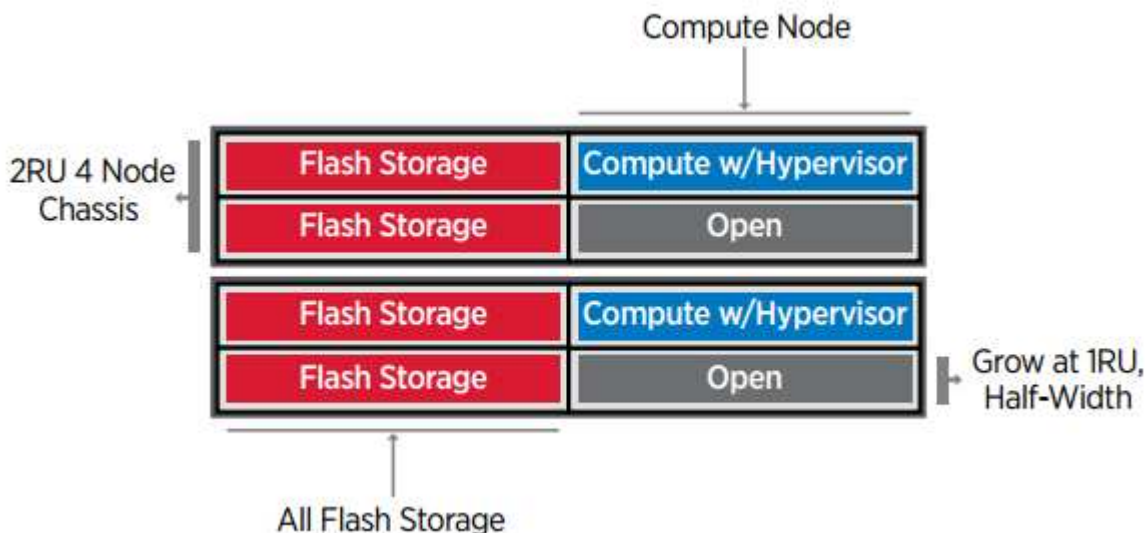 Compute Node
2RU 4 Node
Chassis
Flash Storage
Compute w/Hypervisor
Flash Storage
Open
Flash Storage
Compute w/Hypervisor
Flash Storage
Open
Grow at 1RU,
Half-Width
All Flash Storage